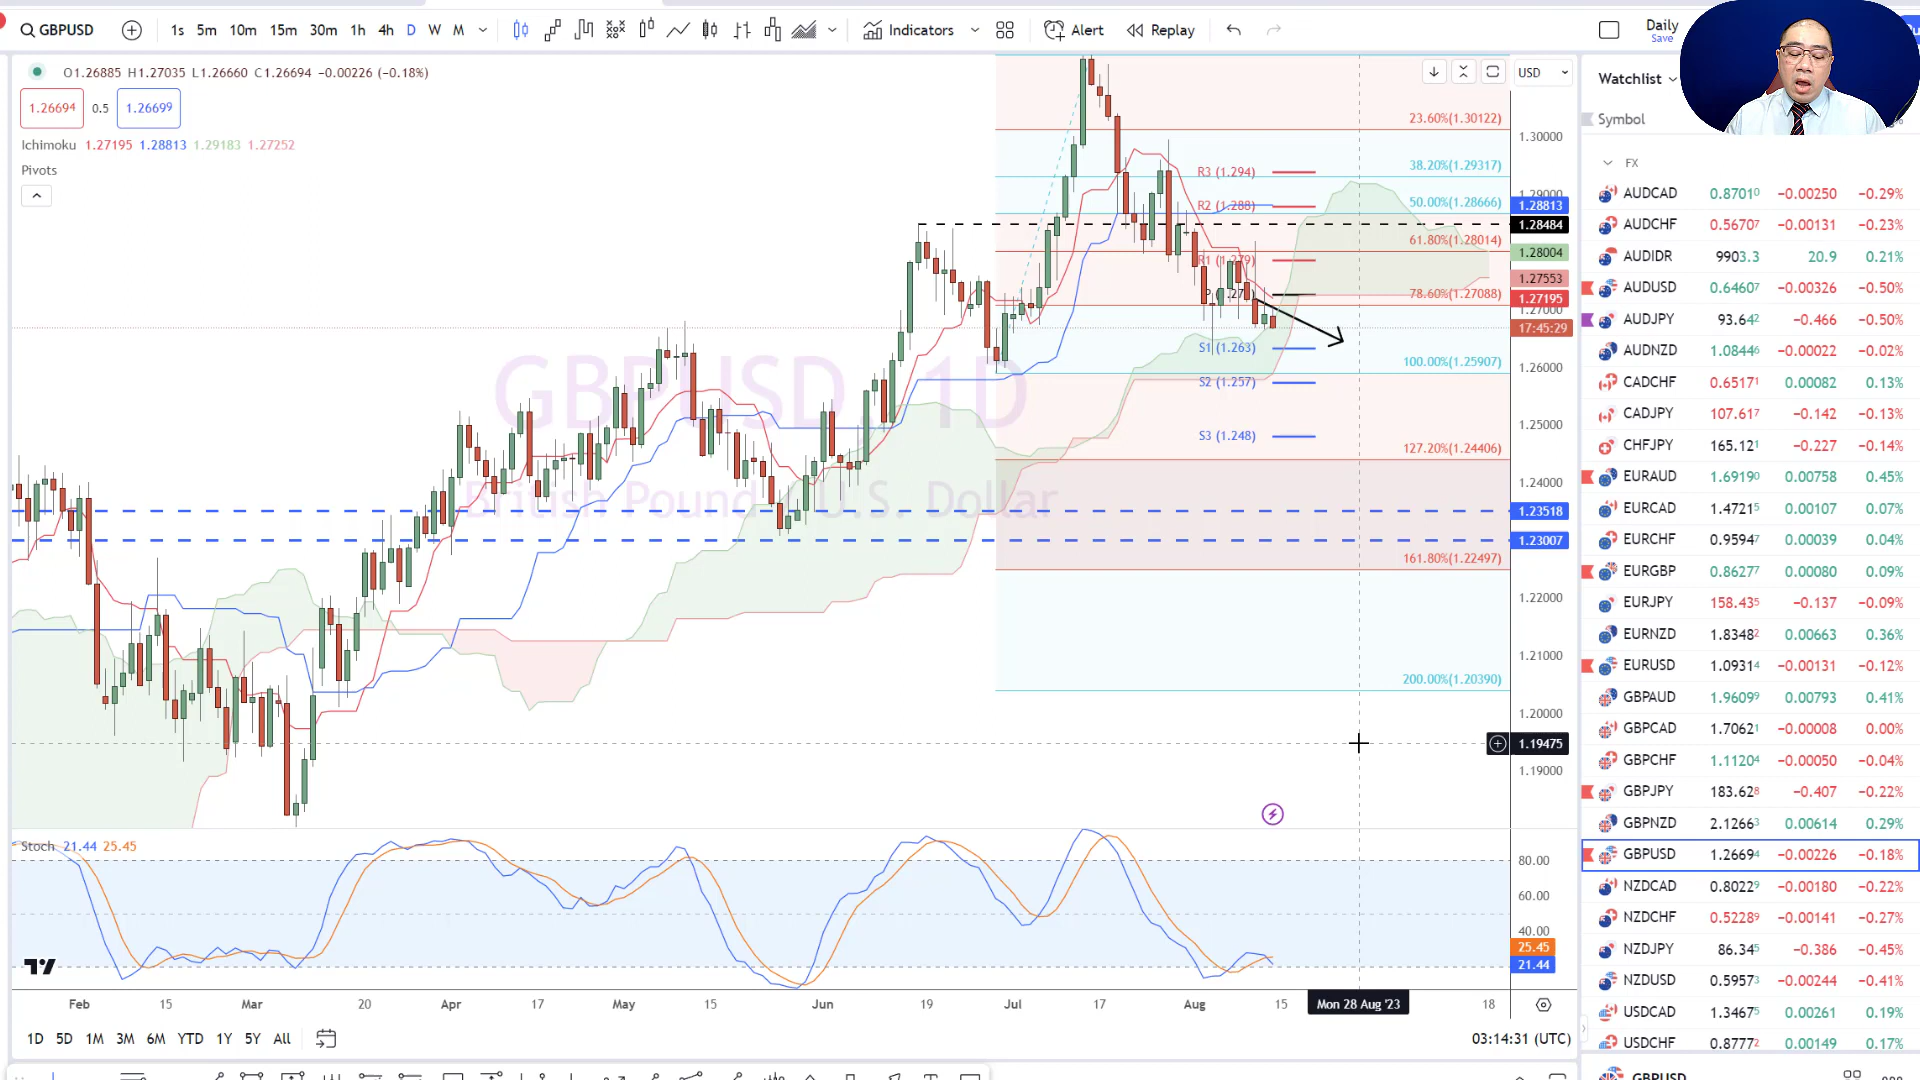 GBPUSD 1s 5m 10m 15m 30m 1h 4h D W M Indicators Alert Replay Daily
Save
O1.26885 H1.27035 L1.26660 C1.26694 −0.00226 (−0.18%)
1.26694 0.5 1.26699
Ichimoku 1.27195 1.28813 1.29183 1.27252
Pivots
USD
23.60%(1.30122)
38.20%(1.29317)
50.00%(1.28666)
61.80%(1.28014)
78.60%(1.27088)
100.00%(1.25907)
127.20%(1.24406)
161.80%(1.22497)
200.00%(1.20390)
R3 (1.294)
R2 (1.288)
R1 (1.279)
S1 (1.263)
S2 (1.257)
S3 (1.248)
GBPUSD, 1D
British Pound / U.S. Dollar
1.30000
1.29000
1.28813
1.28484
1.28004
1.27553
1.27195
1.27000
17:45:29
1.26000
1.25000
1.24000
1.23518
1.23007
1.22000
1.21000
1.20000
1.19475
1.19000
Stoch 21.44 25.45
80.00
60.00
40.00
25.45
21.44
Feb 15 Mar 20 Apr 17 May 15 Jun 19 Jul 17 Aug 15 Mon 28 Aug '23 18
1D 5D 1M 3M 6M YTD 1Y 5Y All
03:14:31 (UTC)
Watchlist
Symbol
FX
AUDCAD 0.87010 −0.00250 −0.29%
AUDCHF 0.56707 −0.00131 −0.23%
AUDIDR 9903.3 20.9 0.21%
AUDUSD 0.64607 −0.00326 −0.50%
AUDJPY 93.642 −0.466 −0.50%
AUDNZD 1.08446 −0.00022 −0.02%
CADCHF 0.65171 0.00082 0.13%
CADJPY 107.617 −0.142 −0.13%
CHFJPY 165.121 −0.227 −0.14%
EURAUD 1.69190 0.00758 0.45%
EURCAD 1.47215 0.00107 0.07%
EURCHF 0.95947 0.00039 0.04%
EURGBP 0.86277 0.00080 0.09%
EURJPY 158.435 −0.137 −0.09%
EURNZD 1.83482 0.00663 0.36%
EURUSD 1.09314 −0.00131 −0.12%
GBPAUD 1.96099 0.00793 0.41%
GBPCAD 1.70621 −0.00008 0.00%
GBPCHF 1.11204 −0.00050 −0.04%
GBPJPY 183.628 −0.407 −0.22%
GBPNZD 2.12663 0.00614 0.29%
GBPUSD 1.26694 −0.00226 −0.18%
NZDCAD 0.80229 −0.00180 −0.22%
NZDCHF 0.52289 −0.00141 −0.27%
NZDJPY 86.345 −0.386 −0.45%
NZDUSD 0.59573 −0.00244 −0.41%
USDCAD 1.34675 0.00261 0.19%
USDCHF 0.87772 0.00149 0.17%
GBPUSD